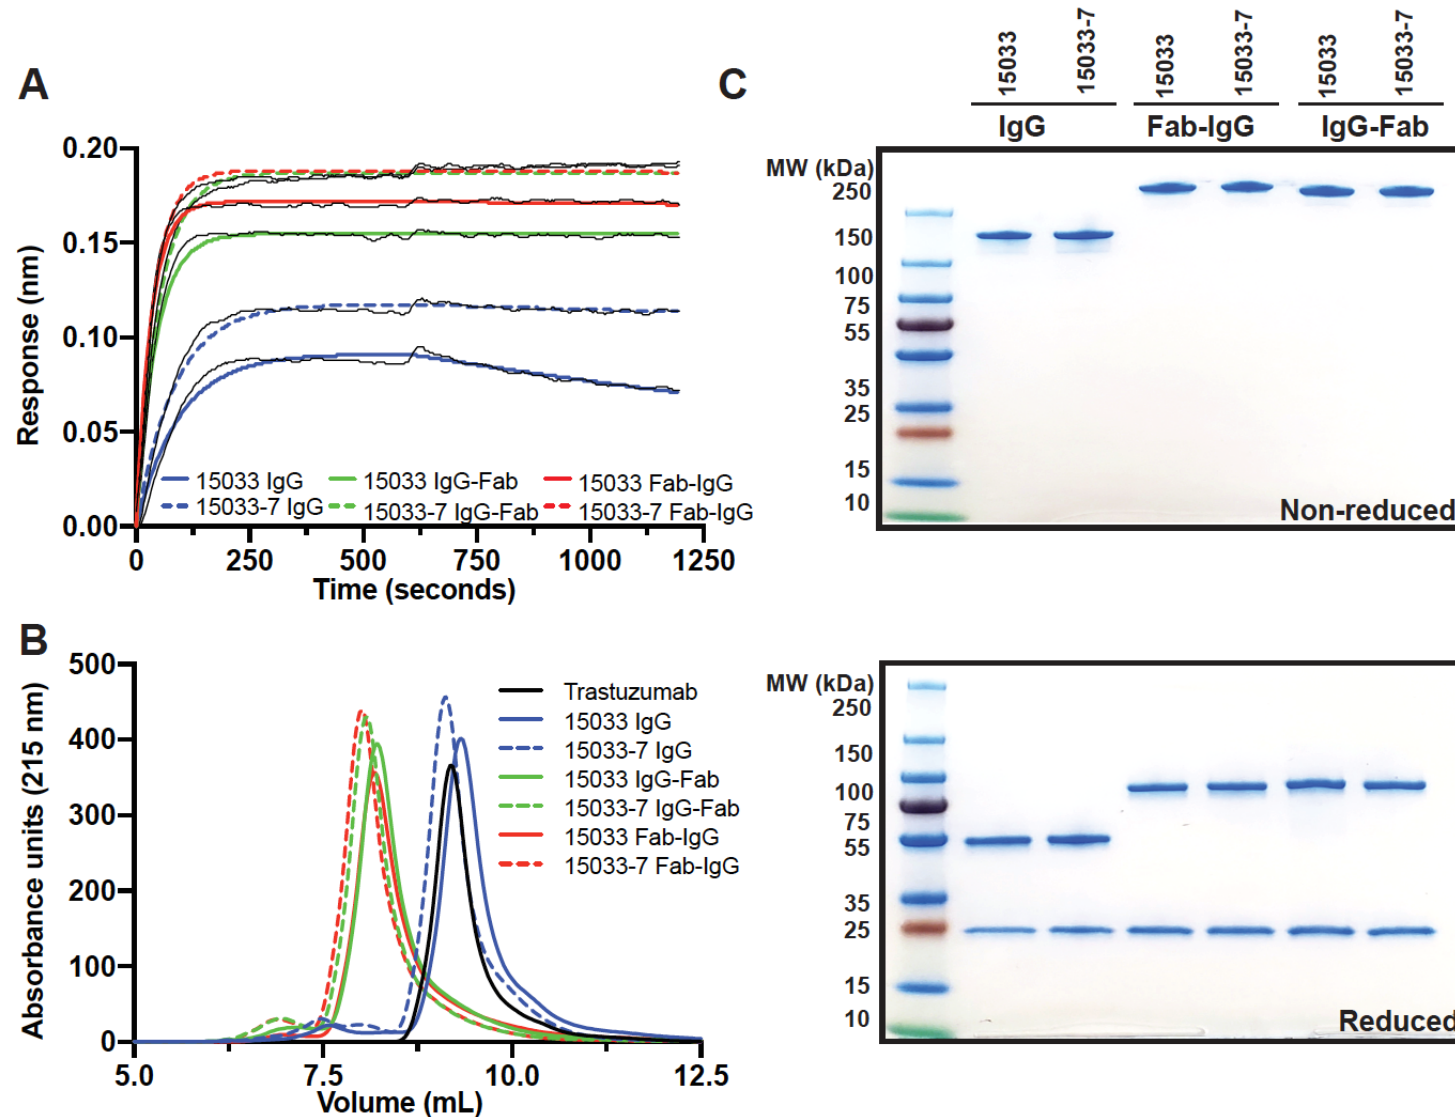 A
0.20
0.15
0.10
0.05
0.00
Response (nm)
15033 IgG
15033 IgG-Fab
15033 Fab-IgG
15033-7 IgG
15033-7 IgG-Fab
15033-7 Fab-IgG
0
250
500
750
1000
1250
Time (seconds)
B
500
400
300
200
100
0
Absorbance units (215 nm)
Trastuzumab
15033 IgG
15033-7 IgG
15033 IgG-Fab
15033-7 IgG-Fab
15033 Fab-IgG
15033-7 Fab-IgG
5.0
7.5
10.0
12.5
Volume (mL)
C
15033
15033-7
15033
15033-7
15033
15033-7
IgG
Fab-IgG
IgG-Fab
MW (kDa)
250
150
100
75
55
35
25
15
10
Non-reduced
MW (kDa)
250
150
100
75
55
35
25
15
10
Reduced